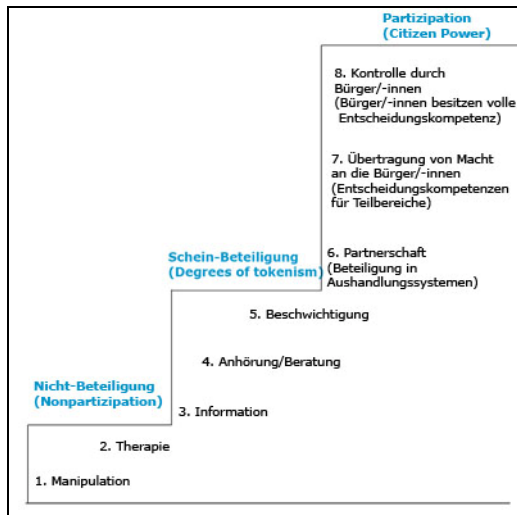 Partizipation
(Citizen Power)
8. Kontrolle durch
Bürger/-innen
(Bürger/-innen besitzen volle
Entscheidungskompetenz)
7. Übertragung von Macht
an die Bürger/-innen
(Entscheidungskompetenzen
für Teilbereiche)
Schein-Beteiligung
(Degrees of tokenism)
6. Partnerschaft
(Beteiligung in
Aushandlungssystemen)
5. Beschwichtigung
4. Anhörung/Beratung
Nicht-Beteiligung
(Nonpartizipation)
3. Information
2. Therapie
1. Manipulation